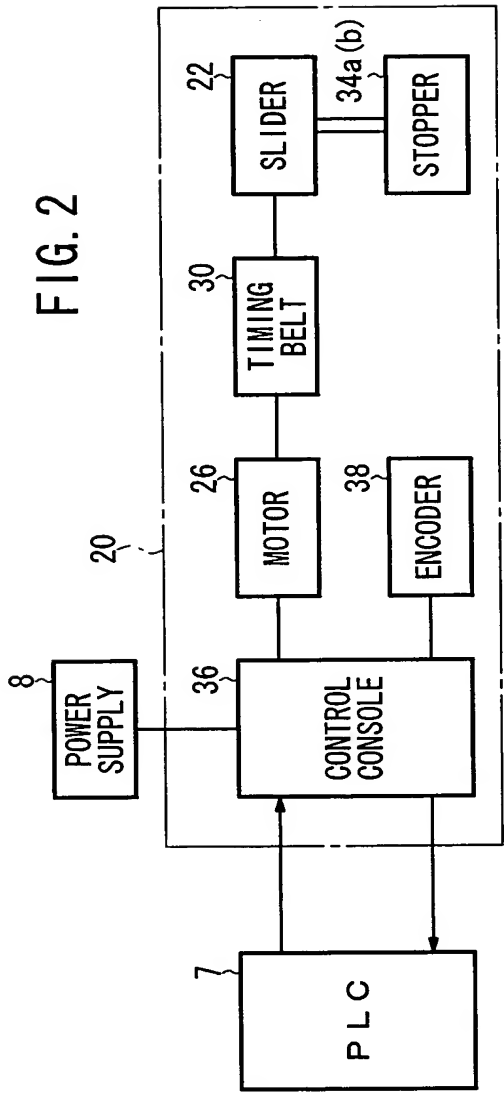 FIG. 2
8
POWER
SUPPLY
20
7
PLC
36
CONTROL
CONSOLE
26
MOTOR
38
ENCODER
30
TIMING
BELT
22
SLIDER
34a (b)
STOPPER